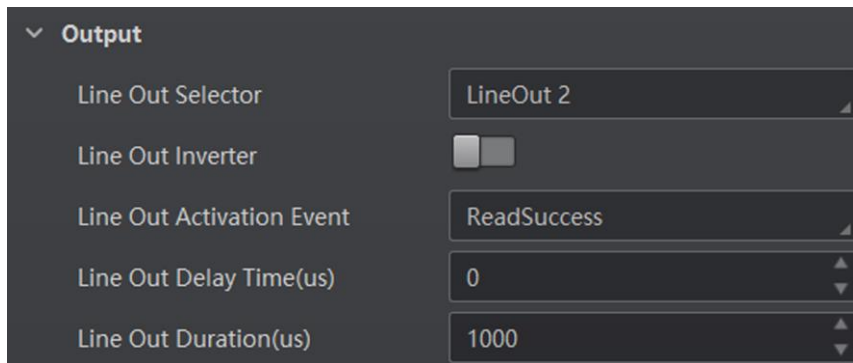 Output
Line Out Selector LineOut 2
Line Out Inverter
Line Out Activation Event ReadSuccess
Line Out Delay Time(us) 0
Line Out Duration(us) 1000